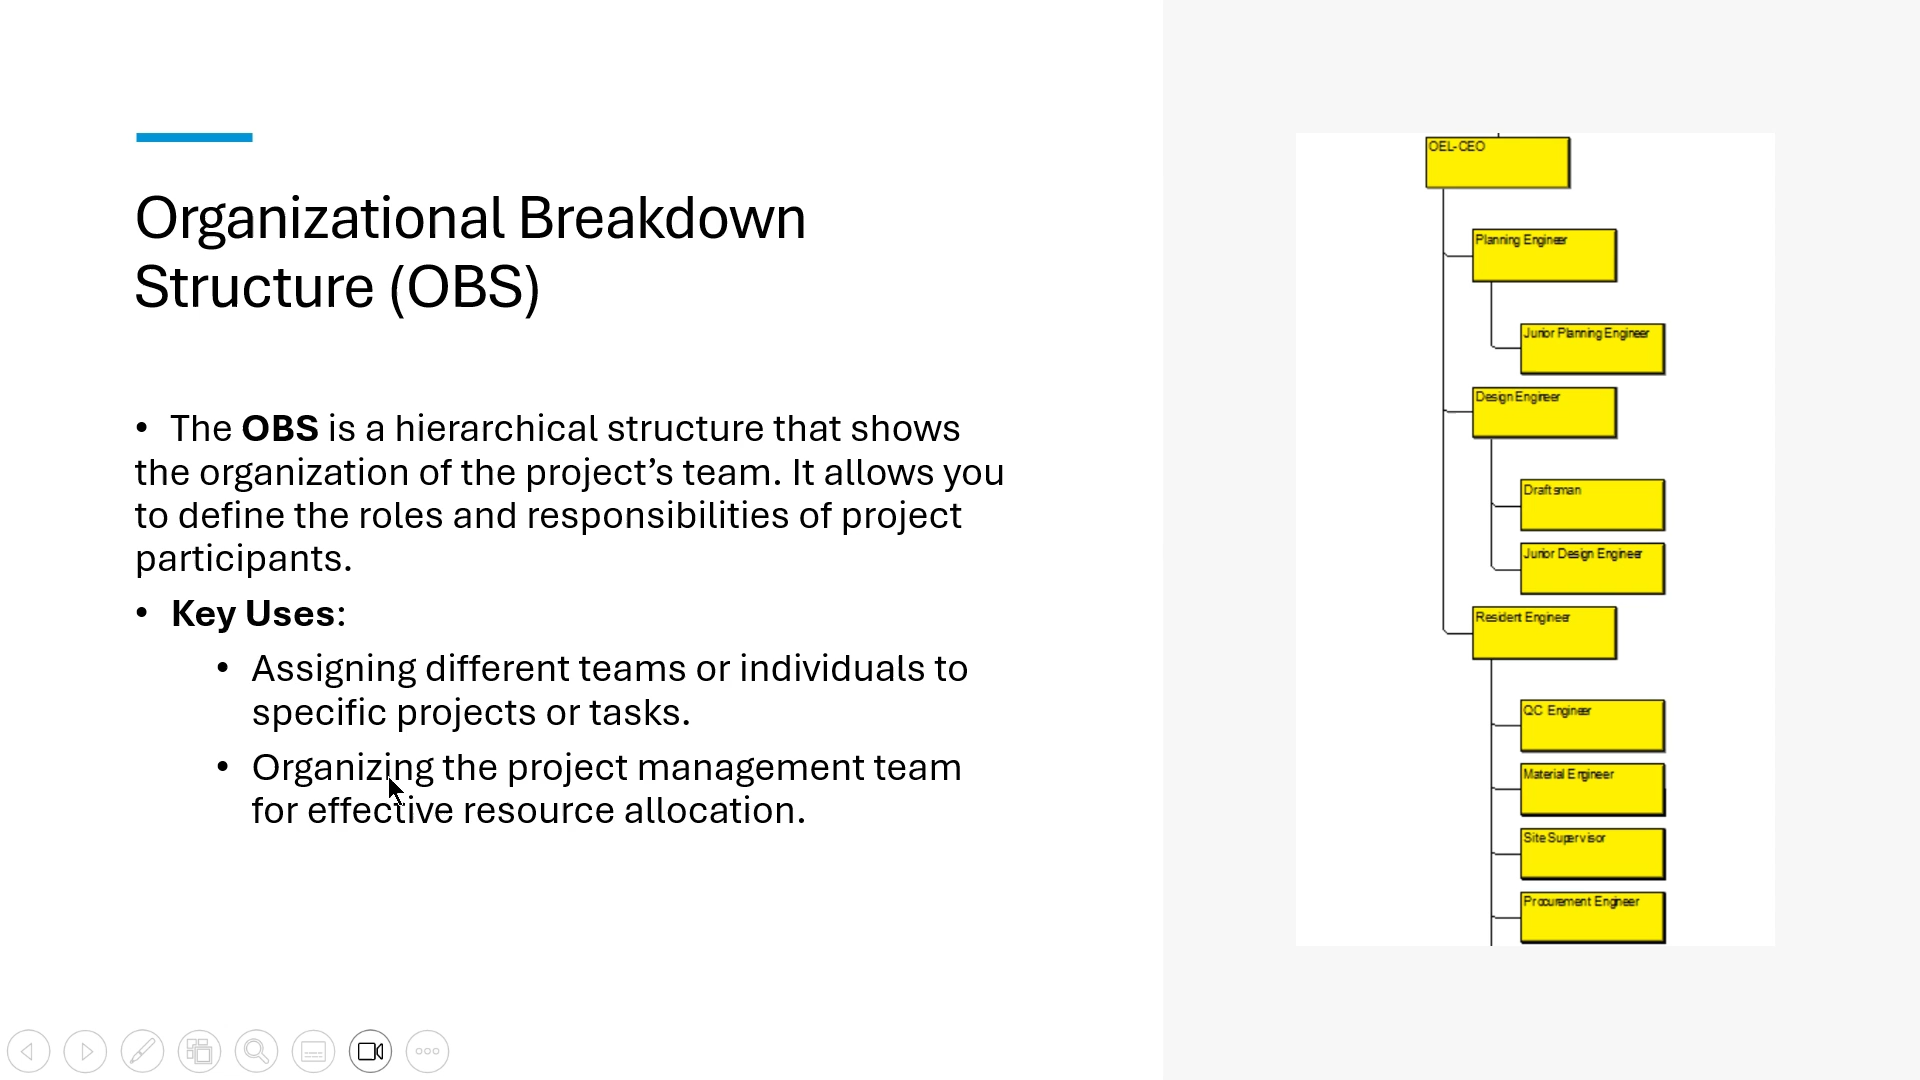 Organizational Breakdown
Structure (OBS)
• The OBS is a hierarchical structure that shows
the organization of the project’s team. It allows you
to define the roles and responsibilities of project
participants.
• Key Uses:
• Assigning different teams or individuals to
specific projects or tasks.
• Organizing the project management team
for effective resource allocation.
OEL-CEO
Planning Engineer
Junior Planning Engineer
Design Engineer
Draftsman
Junior Design Engineer
Resident Engineer
QC Engineer
Material Engineer
Site Supervisor
Procurement Engineer